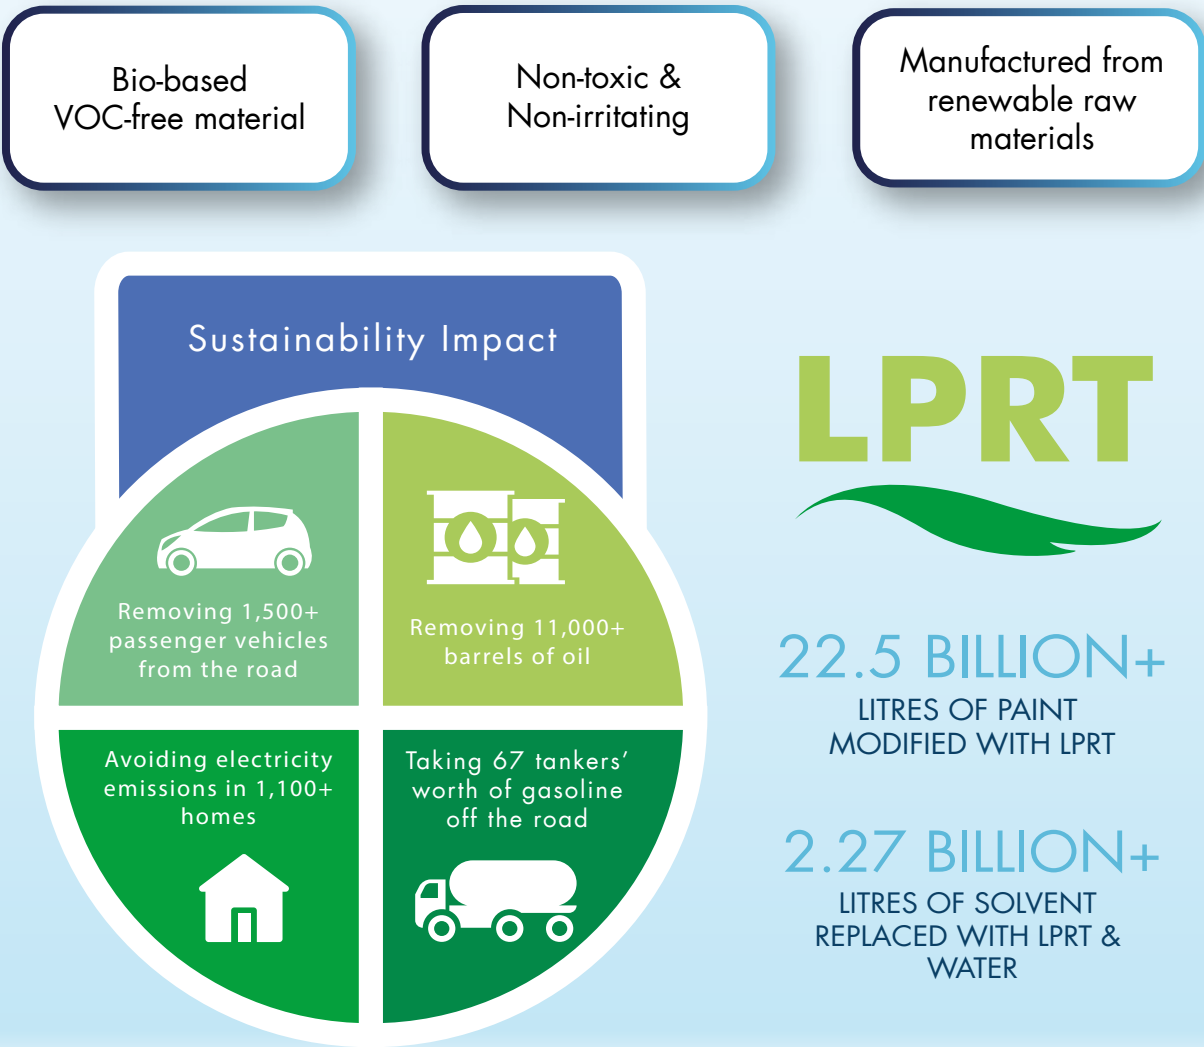 Bio-based
VOC-free material
Non-toxic &
Non-irritating
Manufactured from
renewable raw
materials
Sustainability Impact
Removing 1,500+
passenger vehicles
from the road
Removing 11,000+
barrels of oil
Avoiding electricity
emissions in 1,100+
homes
Taking 67 tankers’
worth of gasoline
off the road
LPRT
22.5 BILLION+
LITRES OF PAINT
MODIFIED WITH LPRT
2.27 BILLION+
LITRES OF SOLVENT
REPLACED WITH LPRT &
WATER